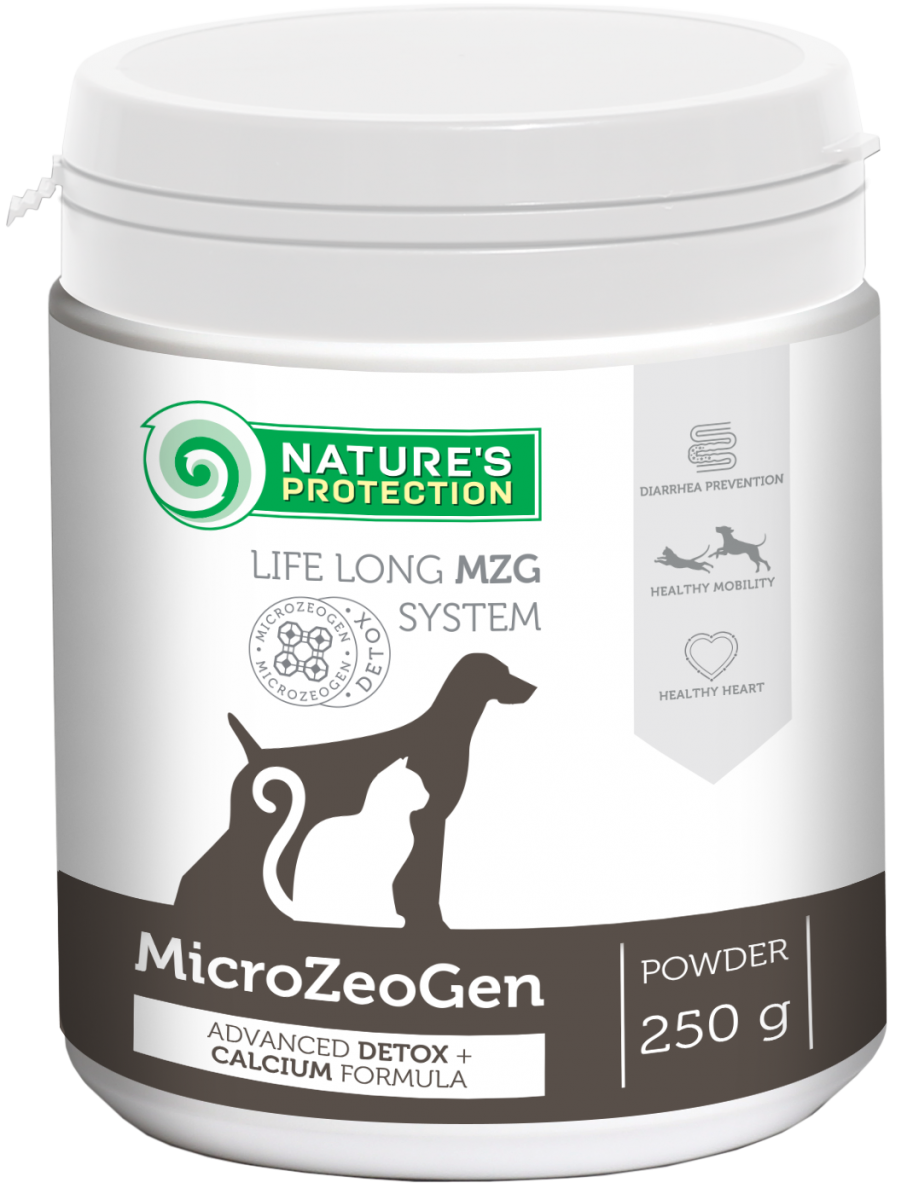 NATURE'S
PROTECTION
LIFE LONG MZG
SYSTEM
MICROZEOGEN
MICROZEOGEN
DETOX
DIARRHEA PREVENTION
HEALTHY MOBILITY
HEALTHY HEART
MicroZeoGen
ADVANCED DETOX +
CALCIUM FORMULA
POWDER
250 g